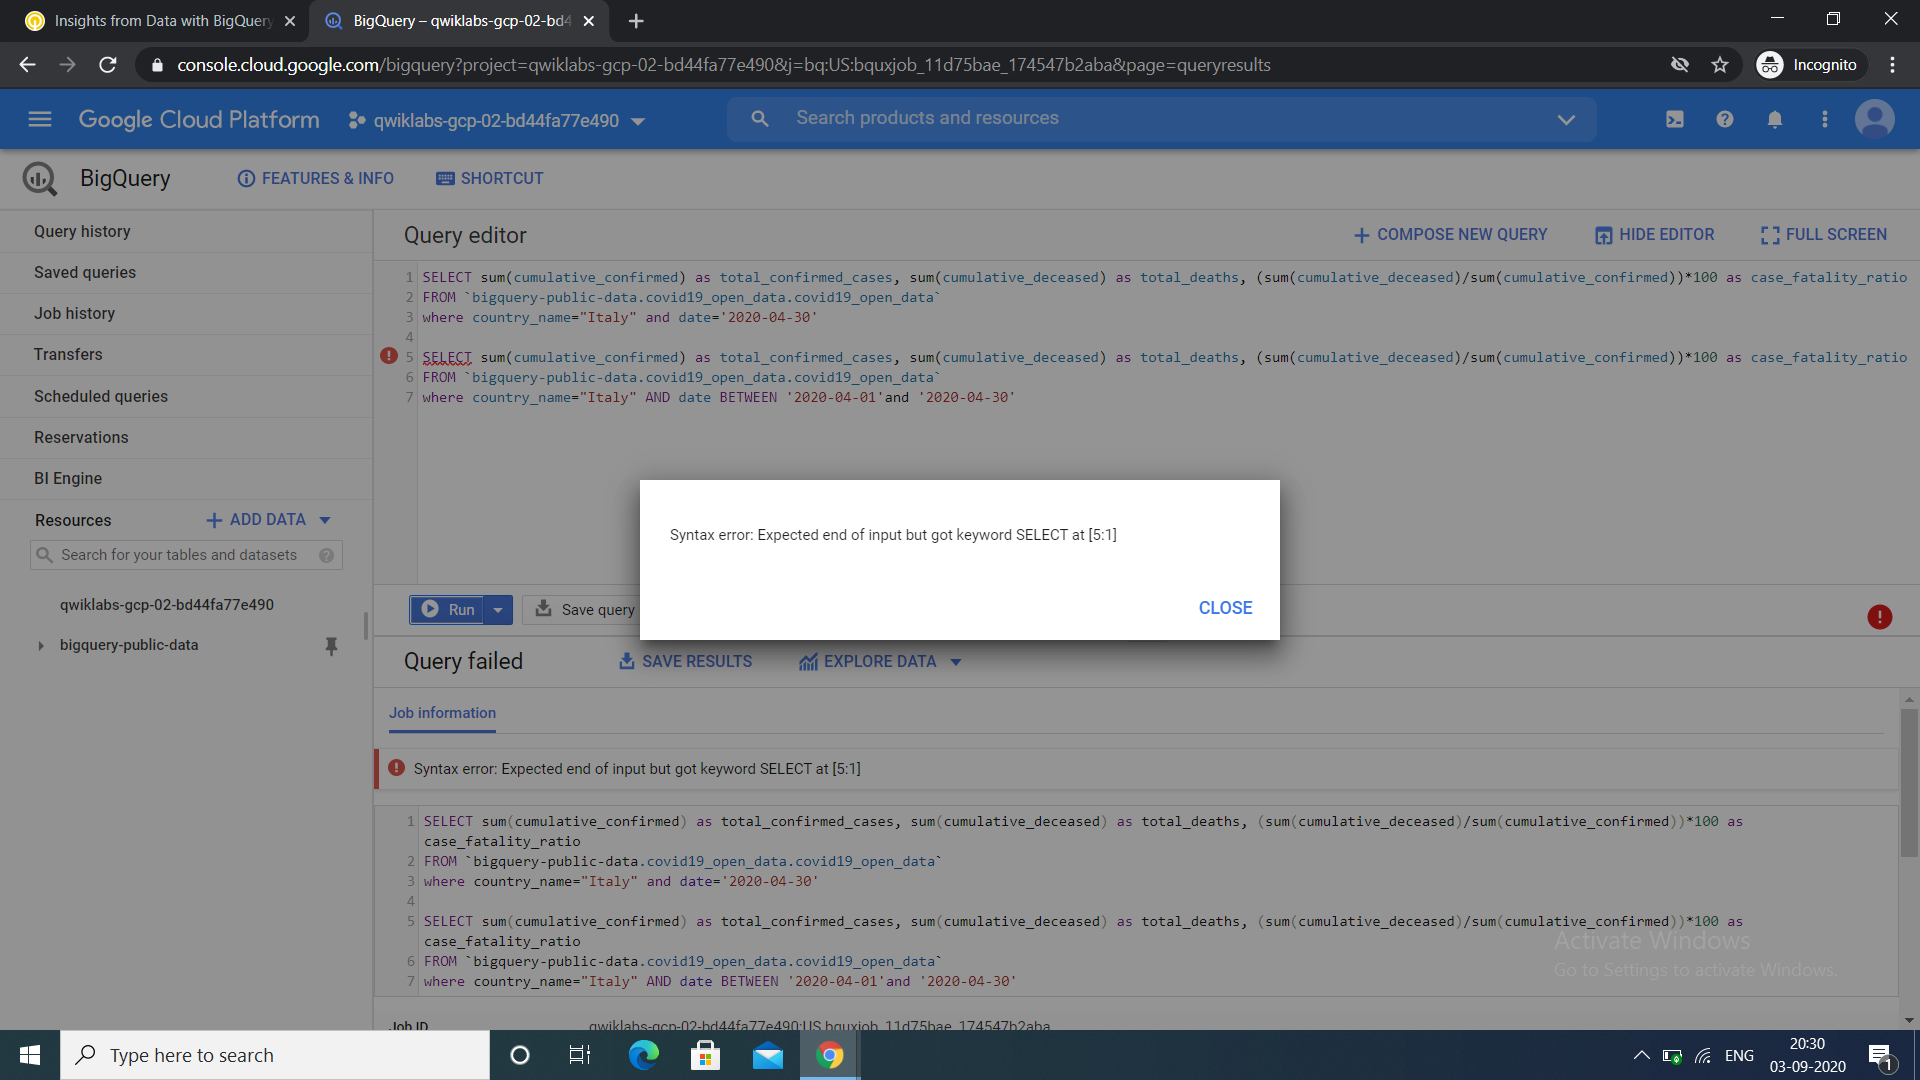 Insights from Data with BigQuery
BigQuery – qwiklabs-gcp-02-bd4
console.cloud.google.com/bigquery?project=qwiklabs-gcp-02-bd44fa77e490&j=bq:US:bquxjob_11d75bae_174547b2aba&page=queryresults
Incognito
Google Cloud Platform
qwiklabs-gcp-02-bd44fa77e490
Search products and resources
BigQuery
FEATURES & INFO
SHORTCUT
Query history
Saved queries
Job history
Transfers
Scheduled queries
Reservations
BI Engine
Resources
ADD DATA
Search for your tables and datasets
qwiklabs-gcp-02-bd44fa77e490
bigquery-public-data
Query editor
COMPOSE NEW QUERY
HIDE EDITOR
FULL SCREEN
1 SELECT sum(cumulative_confirmed) as total_confirmed_cases, sum(cumulative_deceased) as total_deaths, (sum(cumulative_deceased)/sum(cumulative_confirmed))*100 as case_fatality_ratio
2 FROM `bigquery-public-data.covid19_open_data.covid19_open_data`
3 where country_name="Italy" and date='2020-04-30'
4
5 SELECT sum(cumulative_confirmed) as total_confirmed_cases, sum(cumulative_deceased) as total_deaths, (sum(cumulative_deceased)/sum(cumulative_confirmed))*100 as case_fatality_ratio
6 FROM `bigquery-public-data.covid19_open_data.covid19_open_data`
7 where country_name="Italy" AND date BETWEEN '2020-04-01'and '2020-04-30'
Syntax error: Expected end of input but got keyword SELECT at [5:1]
CLOSE
Run
Save query
Query failed
SAVE RESULTS
EXPLORE DATA
Job information
Syntax error: Expected end of input but got keyword SELECT at [5:1]
1 SELECT sum(cumulative_confirmed) as total_confirmed_cases, sum(cumulative_deceased) as total_deaths, (sum(cumulative_deceased)/sum(cumulative_confirmed))*100 as
case_fatality_ratio
2 FROM `bigquery-public-data.covid19_open_data.covid19_open_data`
3 where country_name="Italy" and date='2020-04-30'
4
5 SELECT sum(cumulative_confirmed) as total_confirmed_cases, sum(cumulative_deceased) as total_deaths, (sum(cumulative_deceased)/sum(cumulative_confirmed))*100 as
case_fatality_ratio
6 FROM `bigquery-public-data.covid19_open_data.covid19_open_data`
7 where country_name="Italy" AND date BETWEEN '2020-04-01'and '2020-04-30'
Activate Windows
Go to Settings to activate Windows.
Job ID
qwiklabs-gcp-02-bd44fa77e490:US.bquxjob_11d75bae_174547b2aba
Type here to search
ENG
20:30
03-09-2020
1